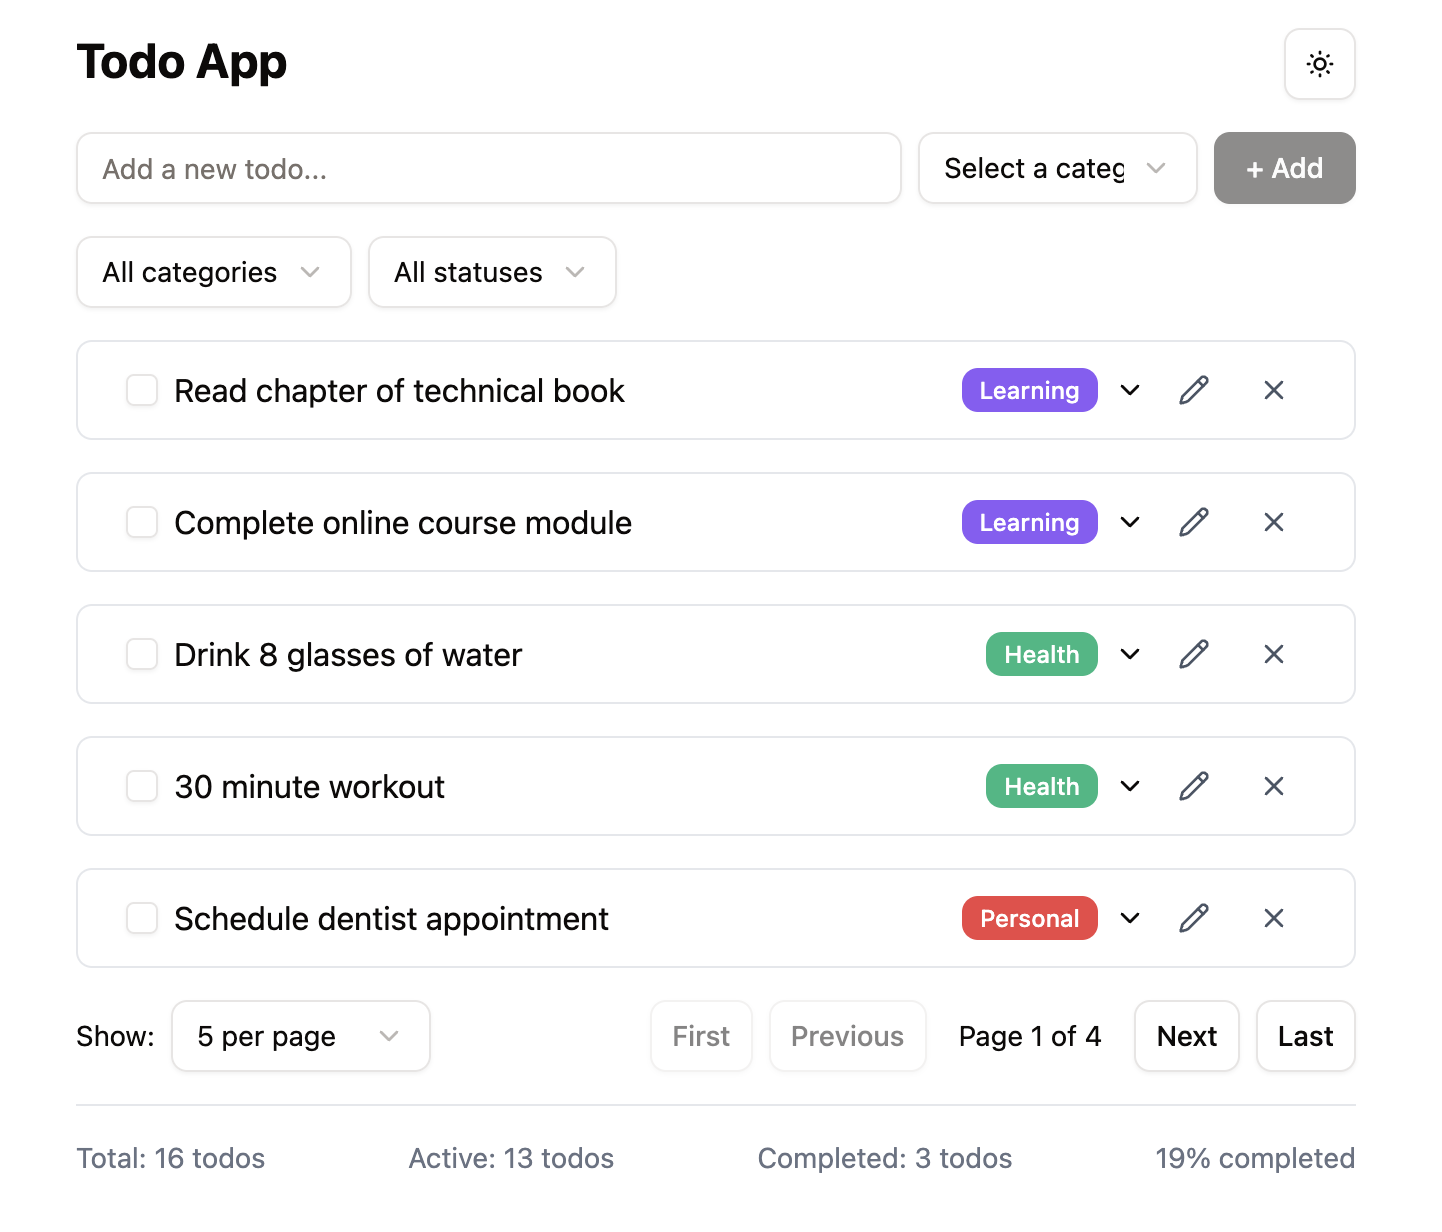 Todo App
Add a new todo...
Select a categ
+ Add
All categories
All statuses
Read chapter of technical book
Learning
Complete online course module
Learning
Drink 8 glasses of water
Health
30 minute workout
Health
Schedule dentist appointment
Personal
Show:
5 per page
First
Previous
Page 1 of 4
Next
Last
Total: 16 todos
Active: 13 todos
Completed: 3 todos
19% completed